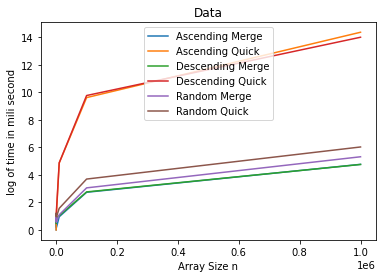 Data
log of time in mili second
14
12
10
8
6
4
2
0
Ascending Merge
Ascending Quick
Descending Merge
Descending Quick
Random Merge
Random Quick
0.0 0.2 0.4 0.6 0.8 1.0
1e6
Array Size n